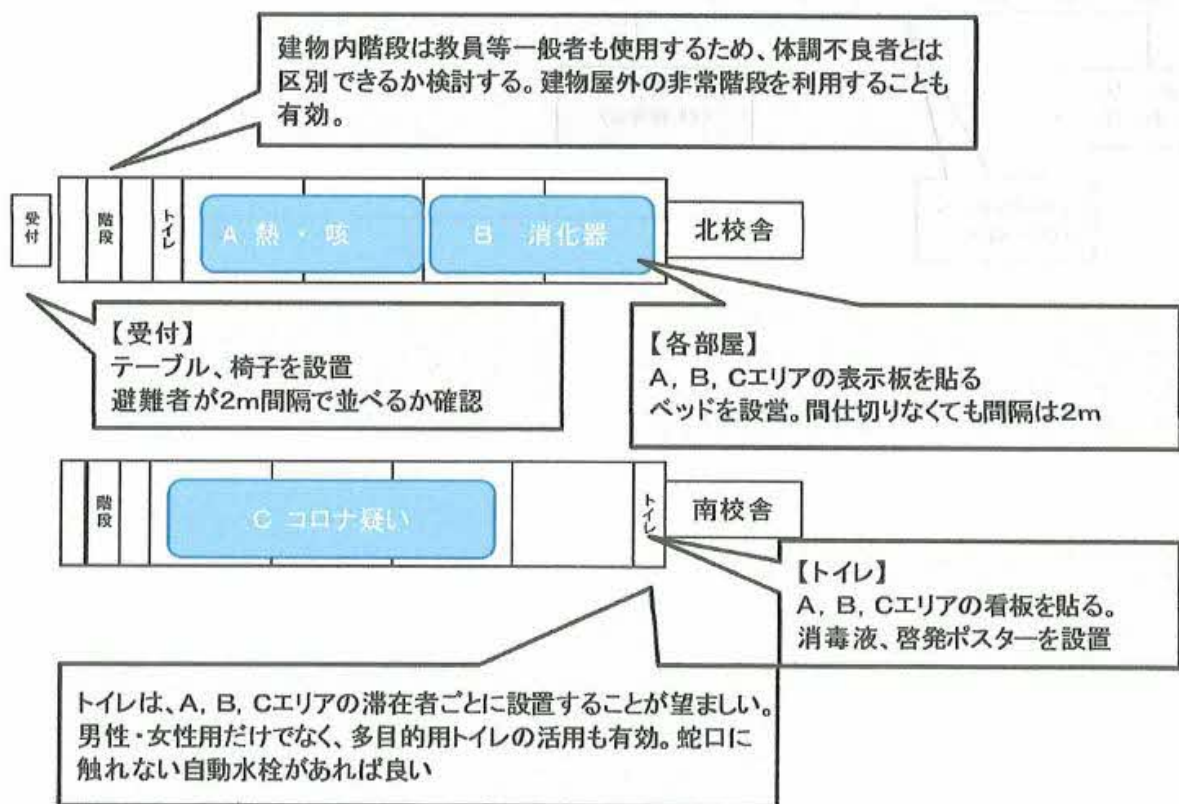 建物内階段は教員等一般者も使用するため、体調不良者とは
区別できるか検討する。建物屋外の非常階段を利用することも
有効。
受付
階段
トイレ
A 熱・咳
B 消化器
北校舎
【受付】
テーブル、椅子を設置
避難者が2m間隔で並べるか確認
【各部屋】
A, B, Cエリアの表示板を貼る
ベッドを設営。間仕切りなくても間隔は2m
階段
C コロナ疑い
トイレ
南校舎
【トイレ】
A, B, Cエリアの看板を貼る。
消毒液、啓発ポスターを設置
トイレは、A, B, Cエリアの滞在者ごとに設置することが望ましい。
男性・女性用だけでなく、多目的用トイレの活用も有効。蛇口に
触れない自動水栓があれば良い